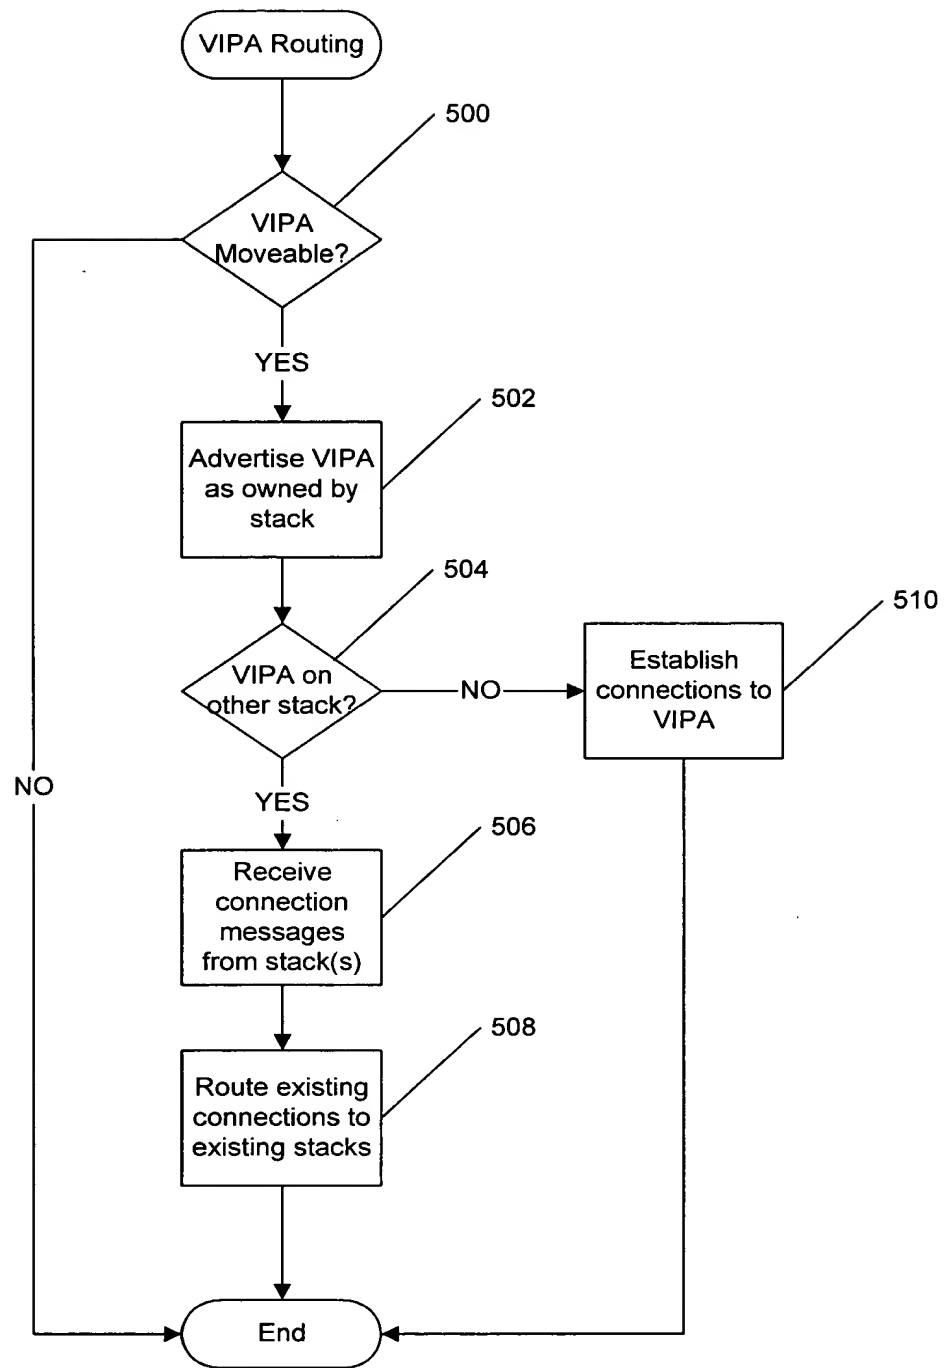 VIPA Routing
500
VIPA
Moveable?
YES
502
Advertise VIPA
as owned by
stack
504
510
VIPA on
other stack?
NO
Establish
connections to
VIPA
NO
YES
506
Receive
connection
messages
from stack(s)
508
Route existing
connections to
existing stacks
End